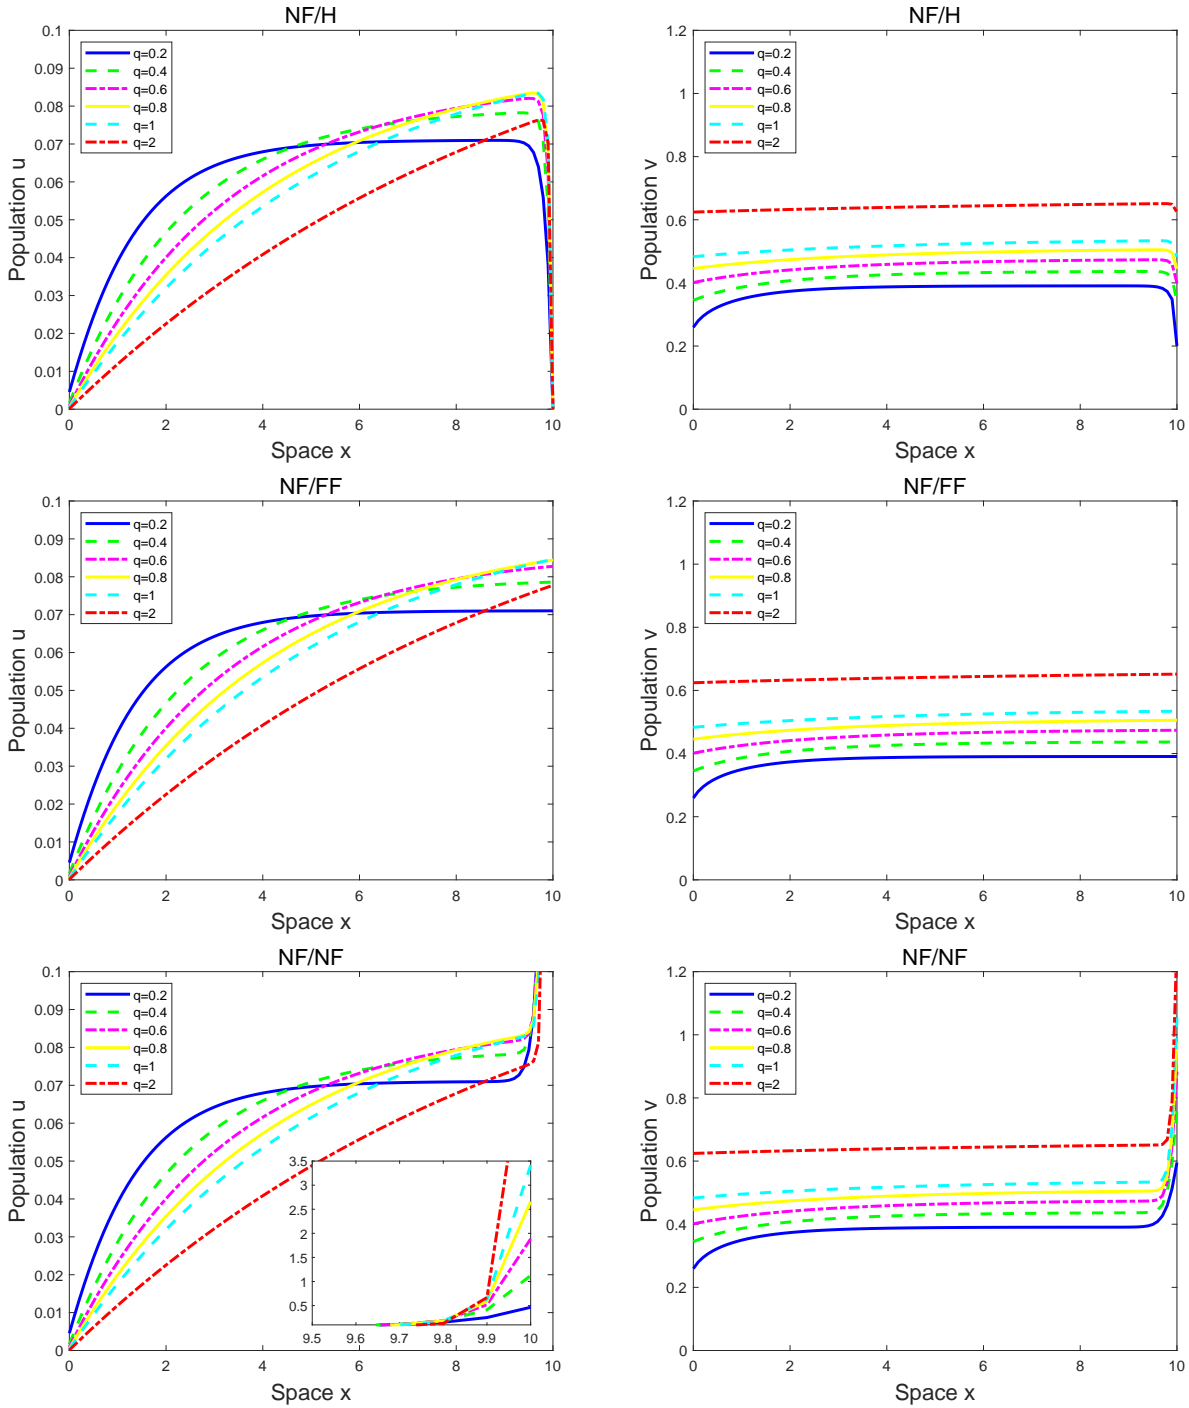 NF/H
0.1
0.09
0.08
0.07
0.06
0.05
0.04
0.03
0.02
0.01
0
Population u
q=0.2
q=0.4
q=0.6
q=0.8
q=1
q=2
0 2 4 6 8 10
Space x
NF/H
1.2
1
0.8
0.6
0.4
0.2
0
Population v
q=0.2
q=0.4
q=0.6
q=0.8
q=1
q=2
0 2 4 6 8 10
Space x
NF/FF
0.1
0.09
0.08
0.07
0.06
0.05
0.04
0.03
0.02
0.01
0
Population u
q=0.2
q=0.4
q=0.6
q=0.8
q=1
q=2
0 2 4 6 8 10
Space x
NF/FF
1.2
1
0.8
0.6
0.4
0.2
0
Population v
q=0.2
q=0.4
q=0.6
q=0.8
q=1
q=2
0 2 4 6 8 10
Space x
NF/NF
0.1
0.09
0.08
0.07
0.06
0.05
0.04
0.03
0.02
0.01
0
Population u
q=0.2
q=0.4
q=0.6
q=0.8
q=1
q=2
3.5
3
2.5
2
1.5
1
0.5
9.5 9.6 9.7 9.8 9.9 10
0 2 4 6 8 10
Space x
NF/NF
1.2
1
0.8
0.6
0.4
0.2
0
Population v
q=0.2
q=0.4
q=0.6
q=0.8
q=1
q=2
0 2 4 6 8 10
Space x